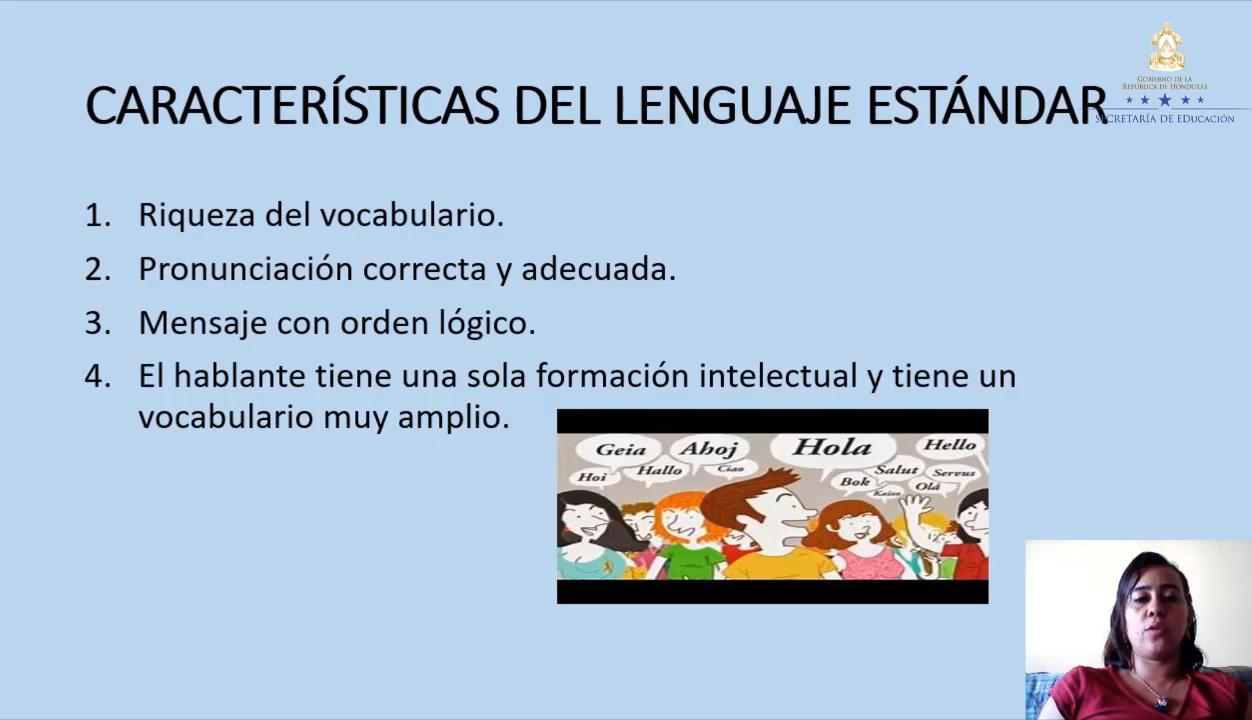 CARACTERÍSTICAS DEL LENGUAJE ESTÁNDAR
GOBIERNO DE LA
REPÚBLICA DE HONDURAS
SECRETARÍA DE EDUCACIÓN
1. Riqueza del vocabulario.
2. Pronunciación correcta y adecuada.
3. Mensaje con orden lógico.
4. El hablante tiene una sola formación intelectual y tiene un
vocabulario muy amplio.
Geia Ahoj Hola Hello
Hoi Hallo Ciao Salut Servus
Bok Olá